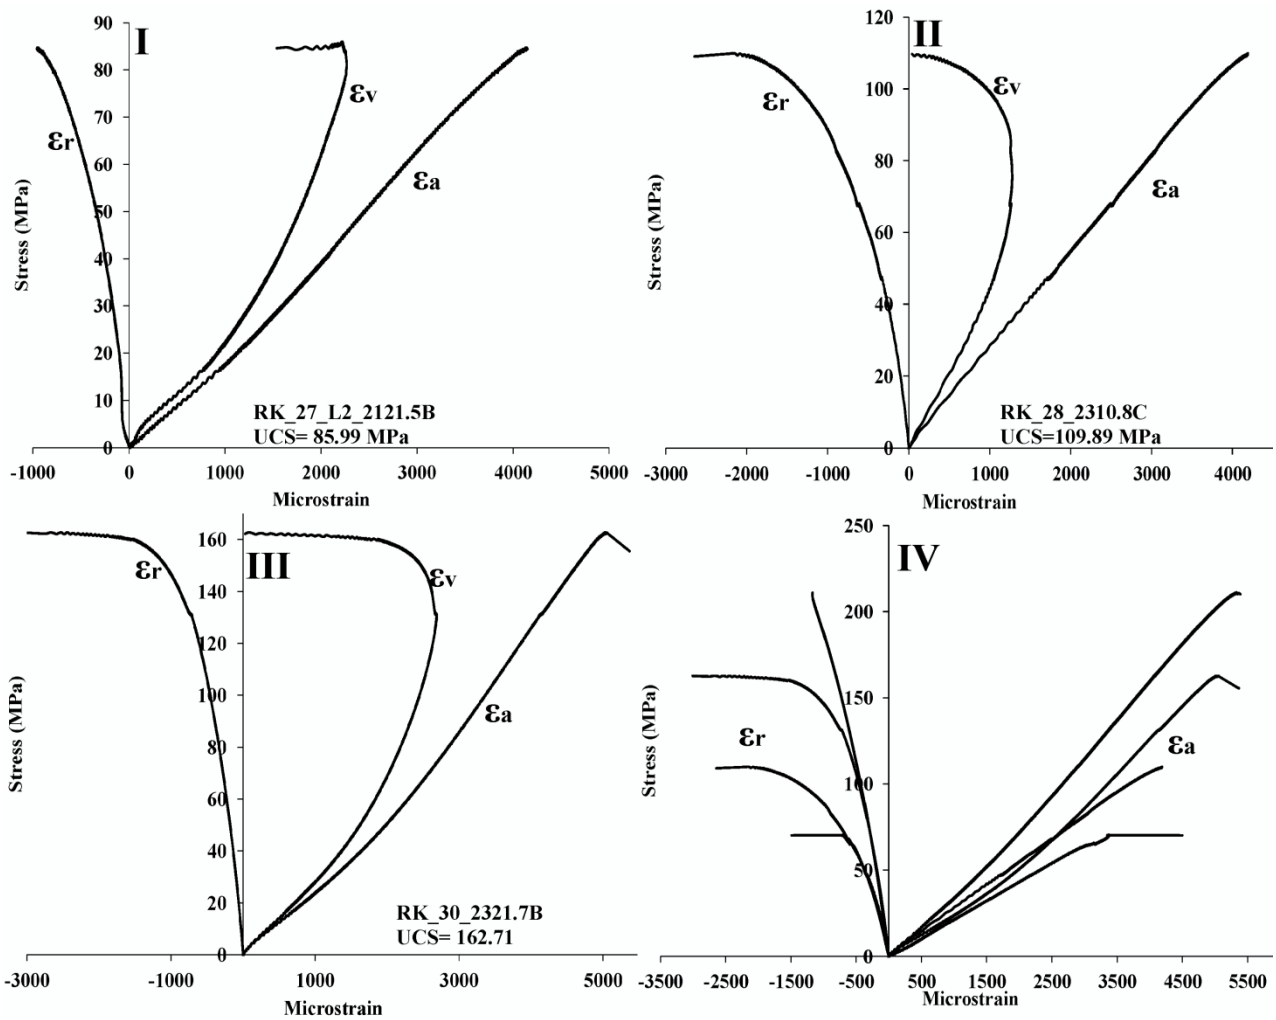 I
90
80
70
60
50
40
30
20
10
0
Stress (MPa)
εr
εv
εa
RK_27_L2_2121.5B
UCS= 85.99 MPa
-1000 0 1000 2000 3000 4000 5000
Microstrain
II
120
100
80
60
40
20
0
Stress (MPa)
εr
εv
εa
RK_28_2310.8C
UCS=109.89 MPa
-3000 -2000 -1000 0 1000 2000 3000 4000
Microstrain
III
160
140
120
100
80
60
40
20
0
Stress (MPa)
εr
εv
εa
RK_30_2321.7B
UCS= 162.71
-3000 -1000 1000 3000 5000
Microstrain
IV
250
200
150
100
50
0
Stress (MPa)
εr
εa
-3500 -2500 -1500 -500 500 1500 2500 3500 4500 5500
Microstrain